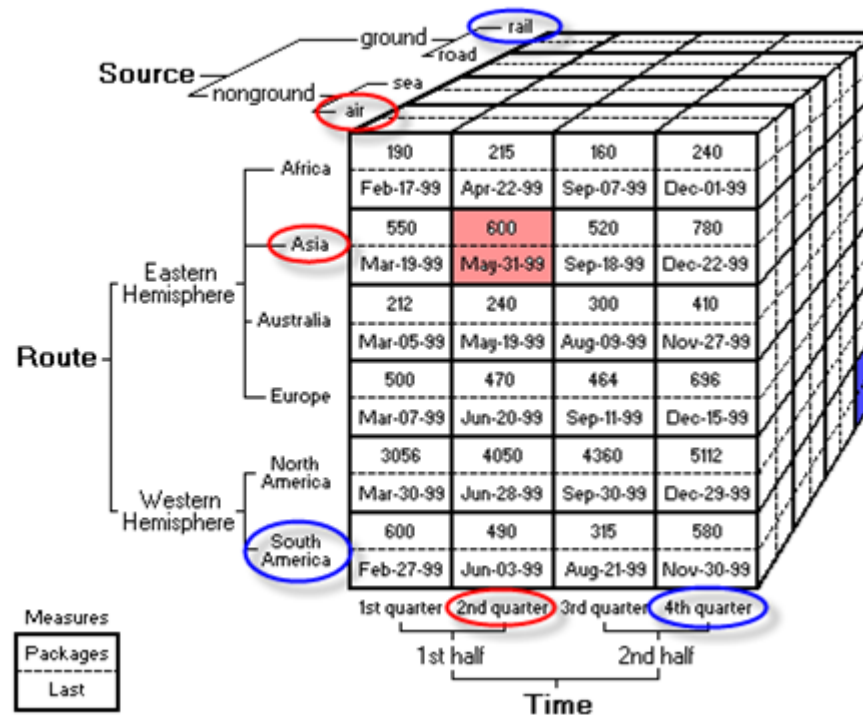 rail
ground
road
Source
sea
nonground
air
190 215 160 240
Africa
Feb-17-99 Apr-22-99 Sep-07-99 Dec-01-99
550 600 520 780
Asia
Mar-19-99 May-31-99 Sep-18-99 Dec-22-99
Eastern
Hemisphere
212 240 300 410
Australia
Mar-05-99 May-19-99 Aug-09-99 Nov-27-99
Route
500 470 464 696
Europe
Mar-07-99 Jun-20-99 Sep-11-99 Dec-15-99
3056 4050 4360 5112
North
America
Mar-30-99 Jun-28-99 Sep-30-99 Dec-29-99
Western
Hemisphere
600 490 315 580
South
America
Feb-27-99 Jun-03-99 Aug-21-99 Nov-30-99
1st quarter 2nd quarter 3rd quarter 4th quarter
1st half 2nd half
Time
Measures
Packages
Last